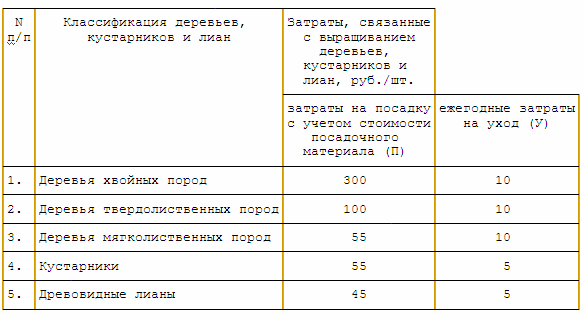 N п/п
Классификация деревьев,
кустарников и лиан
Затраты, связанные
с выращиванием
деревьев,
кустарников и
лиан, руб./шт.
затраты на посадку
с учетом стоимости
посадочного
материала (П)
ежегодные затраты
на уход (У)
1. Деревья хвойных пород 300 10
2. Деревья твердолиственных пород 100 10
3. Деревья мягколиственных пород 55 10
4. Кустарники 55 5
5. Древовидные лианы 45 5